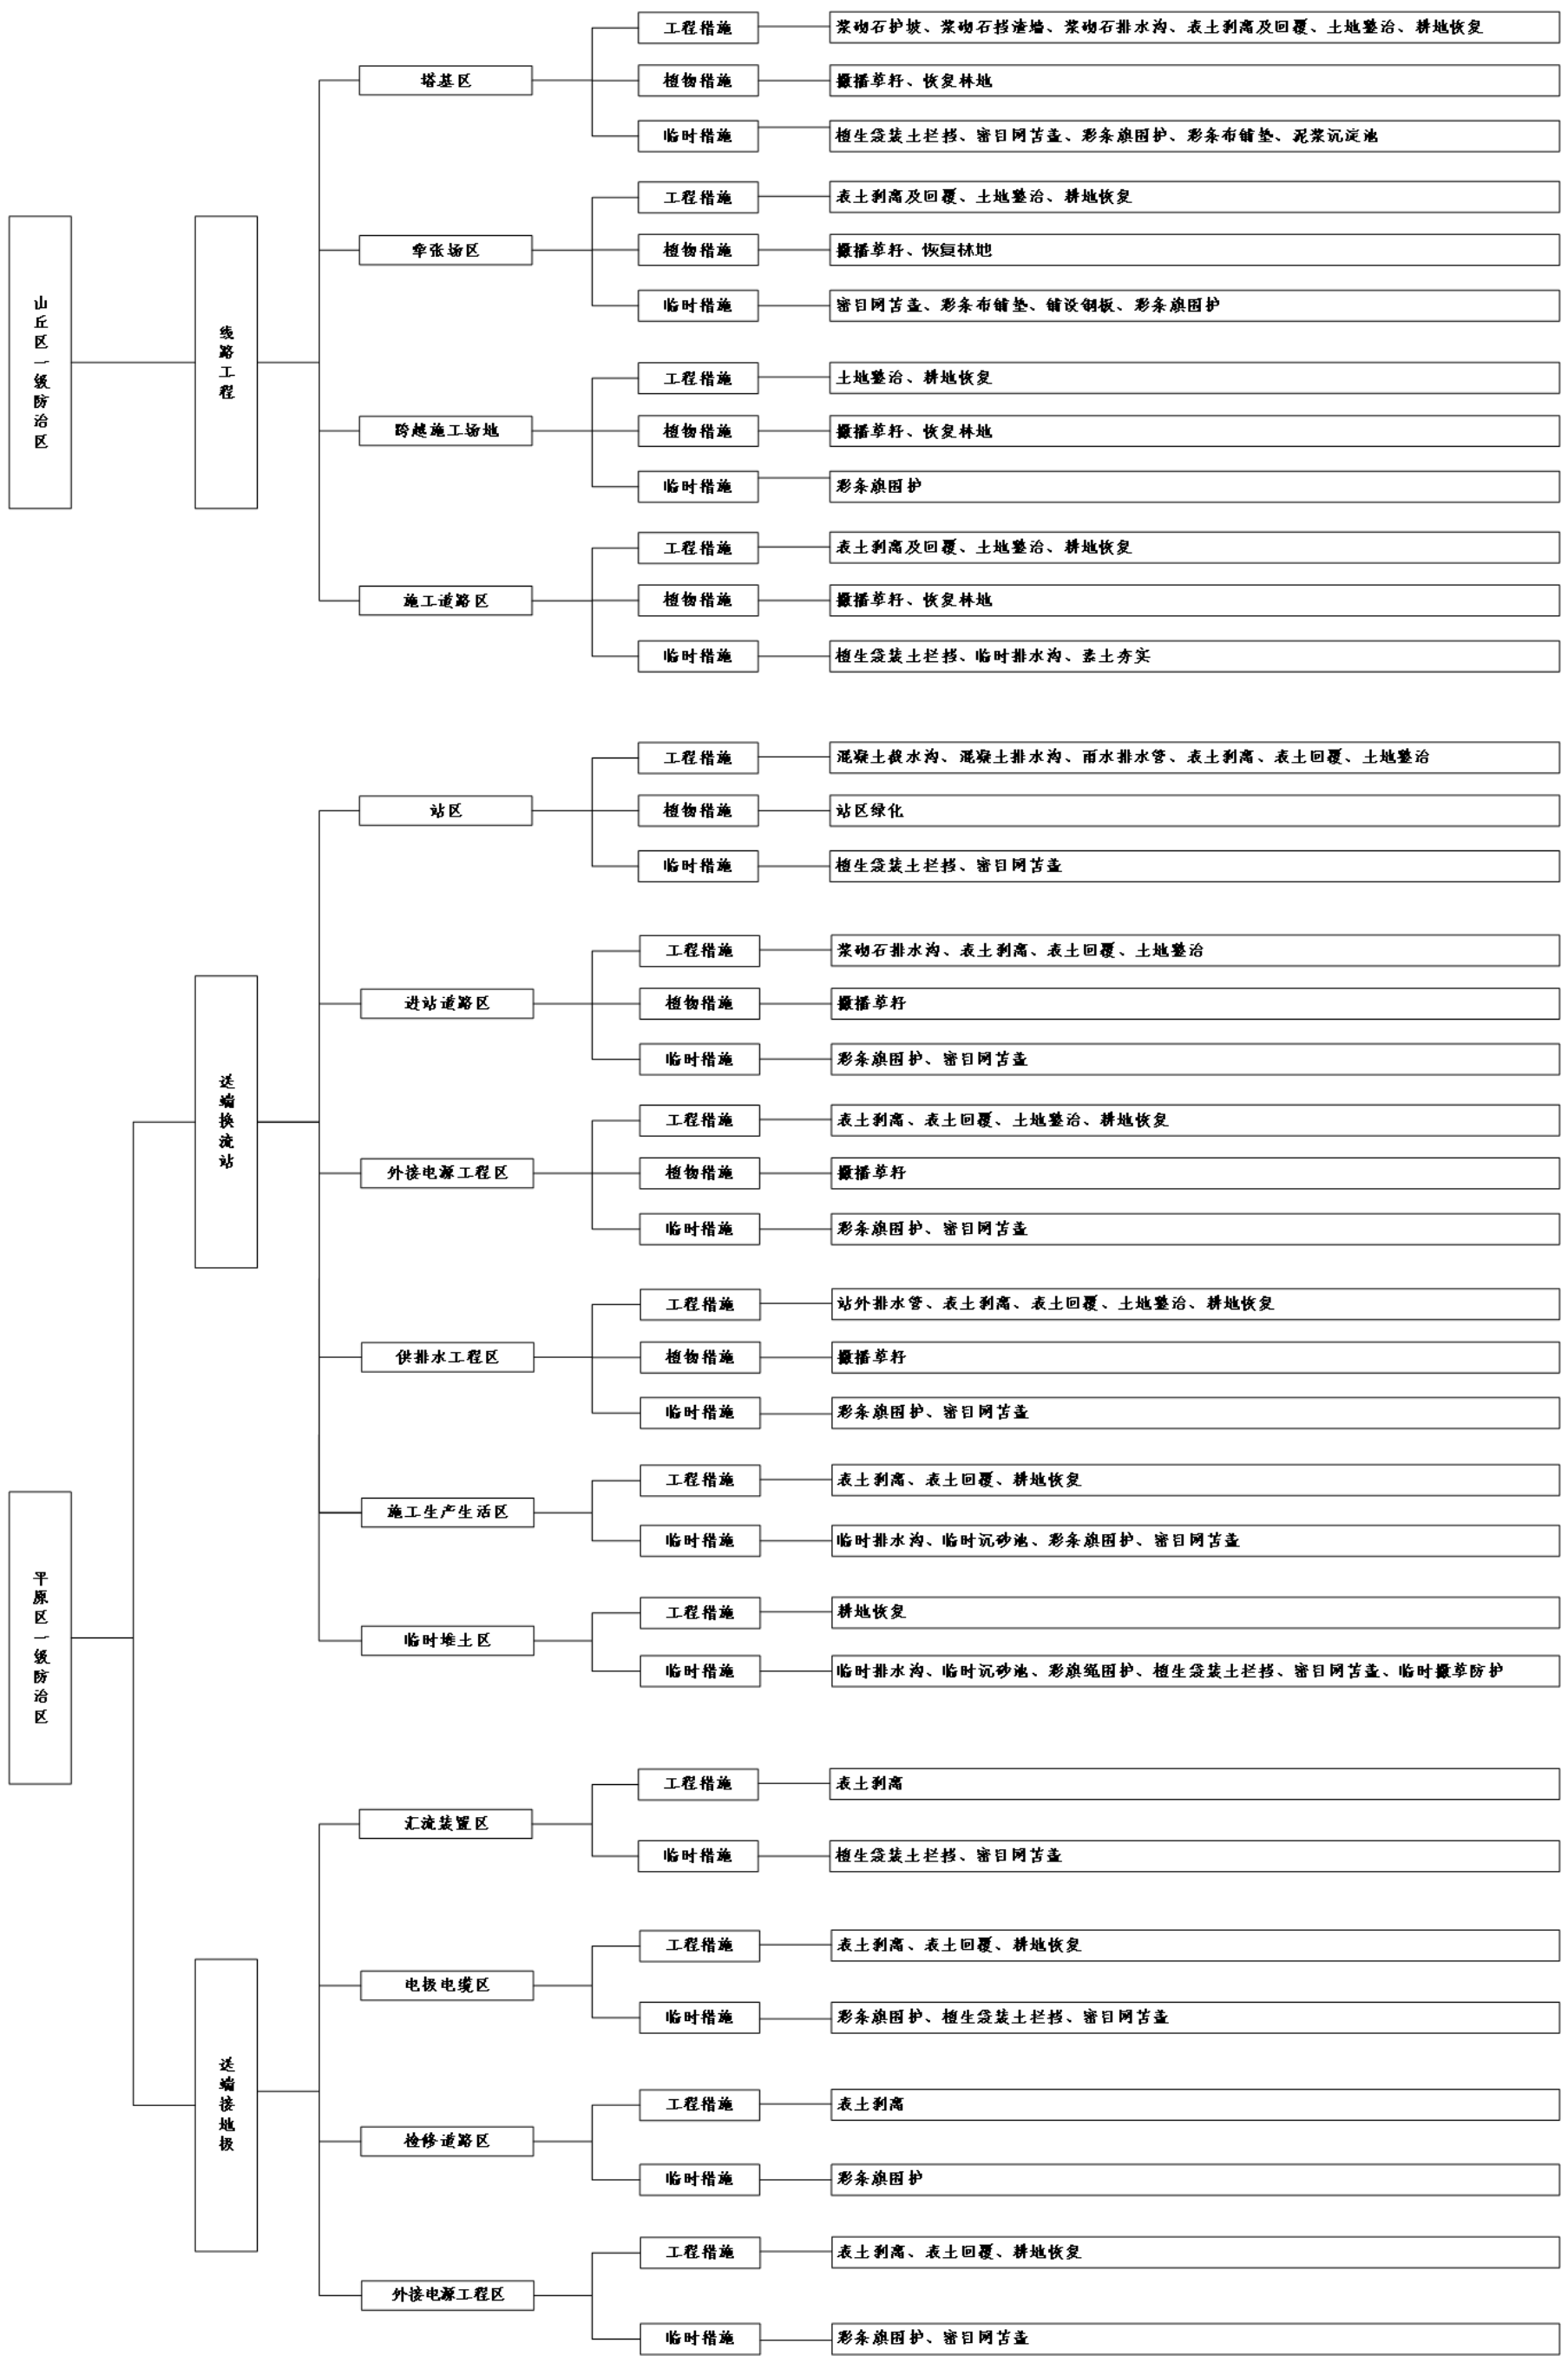 山丘区一级防治区
线路工程
塔基区
工程措施
浆砌石护坡、浆砌石挡渣墙、浆砌石排水沟、表土剥离及回覆、土地整治、耕地恢复
植物措施
撒播草籽、恢复林地
临时措施
植生袋装土拦挡、密目网苫盖、彩条旗围护、彩条布铺垫、泥浆沉淀池
牵张场区
工程措施
表土剥离及回覆、土地整治、耕地恢复
植物措施
撒播草籽、恢复林地
临时措施
密目网苫盖、彩条布铺垫、铺设钢板、彩条旗围护
跨越施工场地
工程措施
土地整治、耕地恢复
植物措施
撒播草籽、恢复林地
临时措施
彩条旗围护
施工道路区
工程措施
表土剥离及回覆、土地整治、耕地恢复
植物措施
撒播草籽、恢复林地
临时措施
植生袋装土拦挡、临时排水沟、素土夯实
平原区一级防治区
送端换流站
站区
工程措施
混凝土截水沟、混凝土排水沟、雨水排水管、表土剥离、表土回覆、土地整治
植物措施
站区绿化
临时措施
植生袋装土拦挡、密目网苫盖
进站道路区
工程措施
浆砌石排水沟、表土剥离、表土回覆、土地整治
植物措施
撒播草籽
临时措施
彩条旗围护、密目网苫盖
外接电源工程区
工程措施
表土剥离、表土回覆、土地整治、耕地恢复
植物措施
撒播草籽
临时措施
彩条旗围护、密目网苫盖
供排水工程区
工程措施
站外排水管、表土剥离、表土回覆、土地整治、耕地恢复
植物措施
撒播草籽
临时措施
彩条旗围护、密目网苫盖
施工生产生活区
工程措施
表土剥离、表土回覆、耕地恢复
临时措施
临时排水沟、临时沉砂池、彩条旗围护、密目网苫盖
临时堆土区
工程措施
耕地恢复
临时措施
临时排水沟、临时沉砂池、彩旗绳围护、植生袋装土拦挡、密目网苫盖、临时撒草防护
送端接地极
汇流装置区
工程措施
表土剥离
临时措施
植生袋装土拦挡、密目网苫盖
电极电缆区
工程措施
表土剥离、表土回覆、耕地恢复
临时措施
彩条旗围护、植生袋装土拦挡、密目网苫盖
检修道路区
工程措施
表土剥离
临时措施
彩条旗围护
外接电源工程区
工程措施
表土剥离、表土回覆、耕地恢复
临时措施
彩条旗围护、密目网苫盖